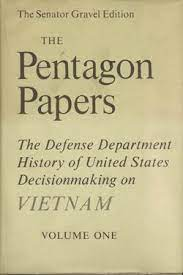 The Senator Gravel Edition
THE
Pentagon
Papers
The Defense Department
History of United States
Decisionmaking on
VIETNAM
VOLUME ONE